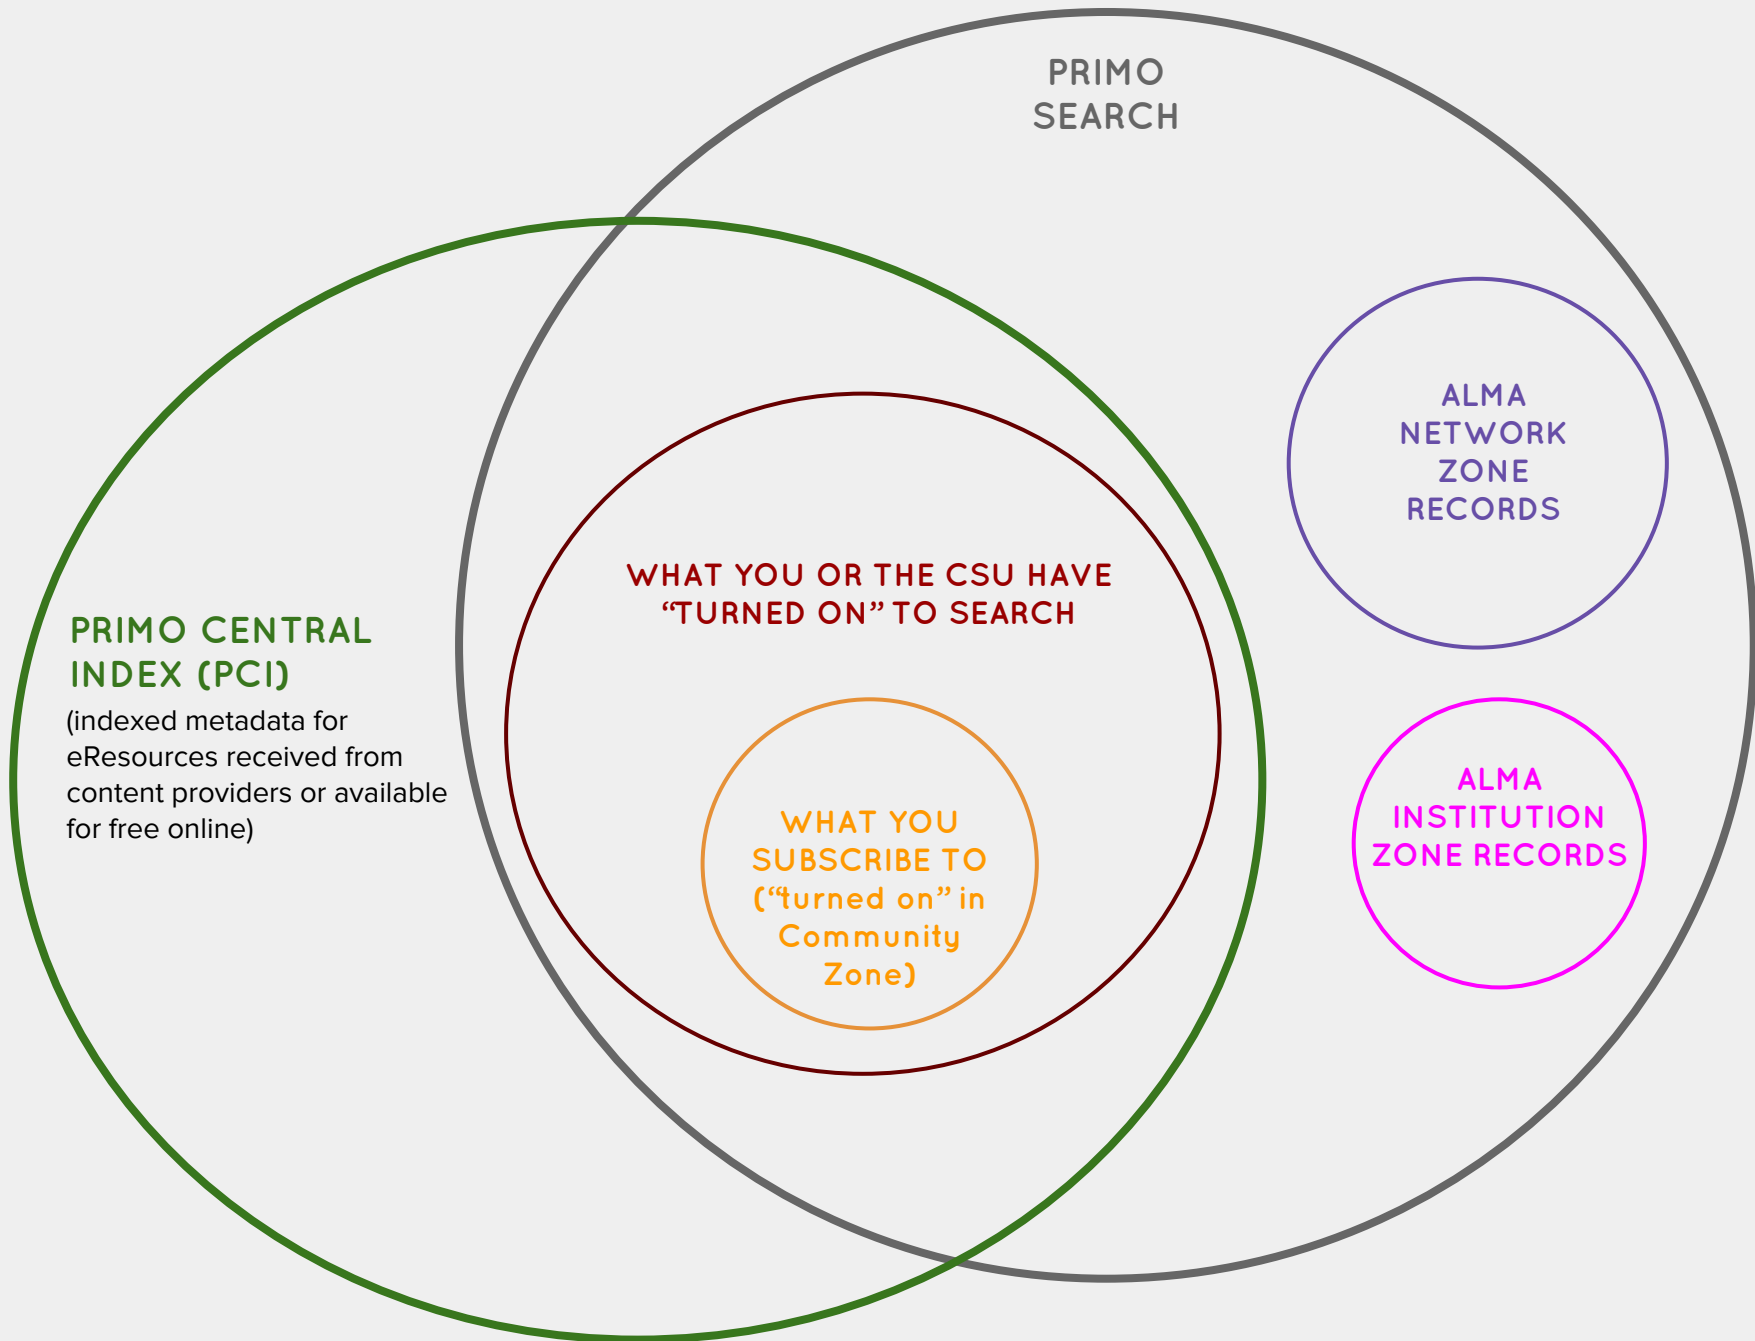 PRIMO
SEARCH
ALMA
NETWORK
ZONE
RECORDS
WHAT YOU OR THE CSU HAVE
“TURNED ON” TO SEARCH
PRIMO CENTRAL
INDEX (PCI)
(indexed metadata for
eResources received from
content providers or available
for free online)
WHAT YOU
SUBSCRIBE TO
(“turned on” in
Community
Zone)
ALMA
INSTITUTION
ZONE RECORDS